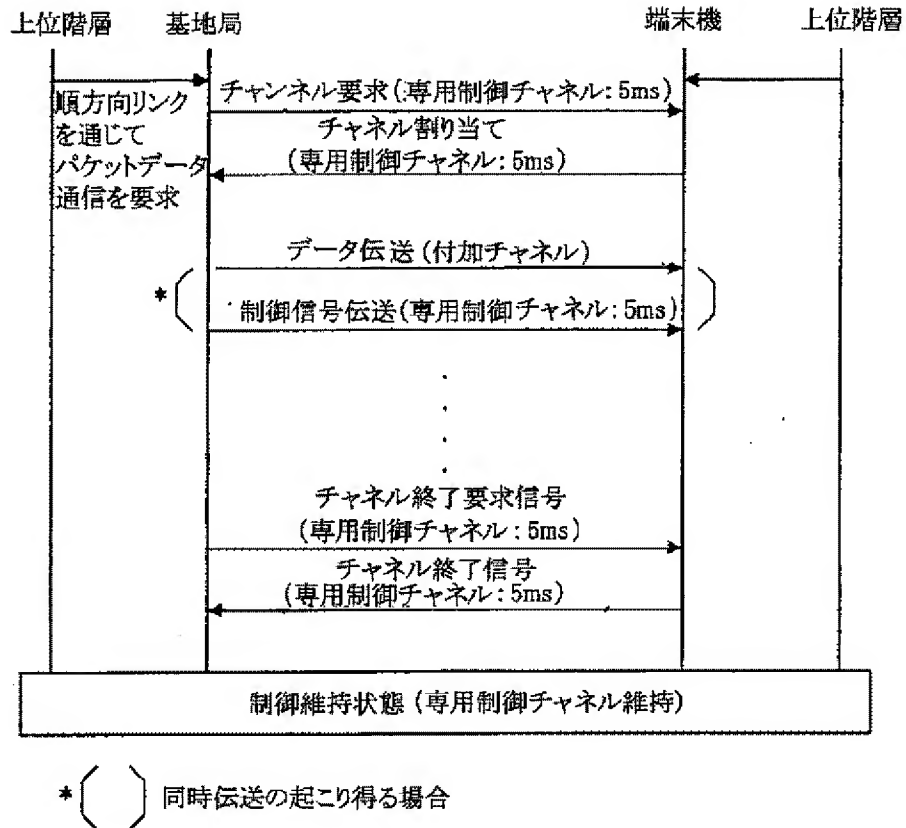 上位階層 基地局 端末機 上位階層
順方向リンク
を通じて
パケットデータ
通信を要求
チャンネル要求(:専用制御チャネル:5ms)
チャネル割り当て
(専用制御チャネル:5ms)
データ伝送(付加チャネル)
*( )
制御信号伝送(専用制御チャネル:5ms)
チャネル終了要求信号
(専用制御チャネル:5ms)
チャネル終了信号
(専用制御チャネル:5ms)
制御維持状態(専用制御チャネル維持)
*( ) 同時伝送の起こり得る場合